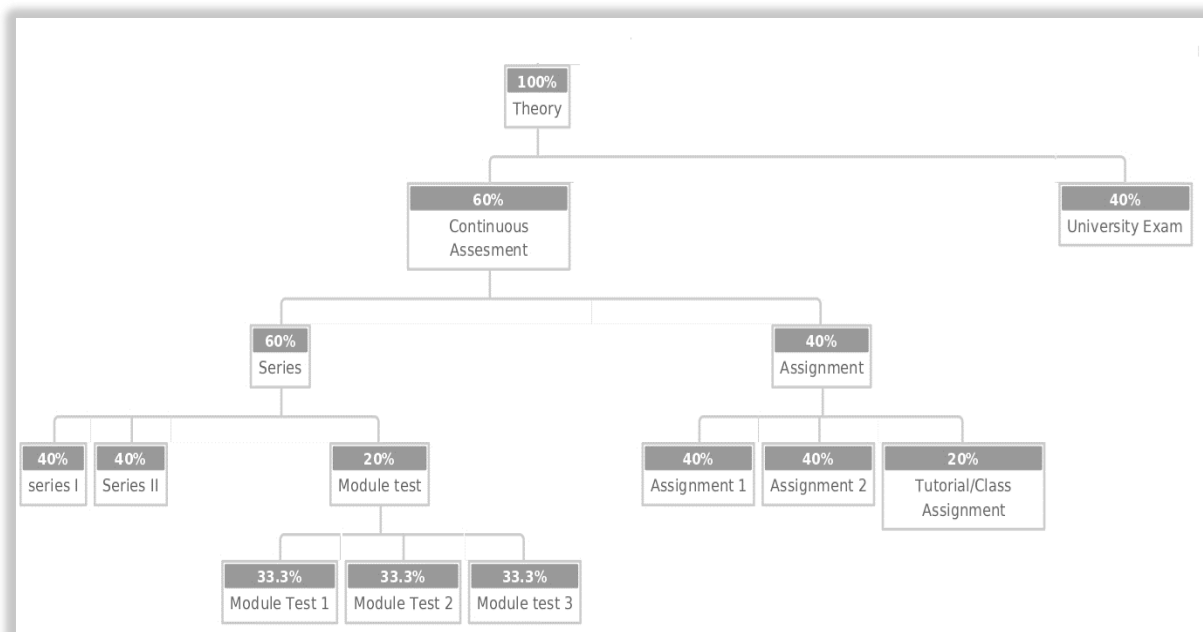 100%
Theory
60%
Continuous
Assesment
40%
University Exam
60%
Series
40%
Assignment
40%
series I
40%
Series II
20%
Module test
40%
Assignment 1
40%
Assignment 2
20%
Tutorial/Class
Assignment
33.3%
Module Test 1
33.3%
Module Test 2
33.3%
Module test 3